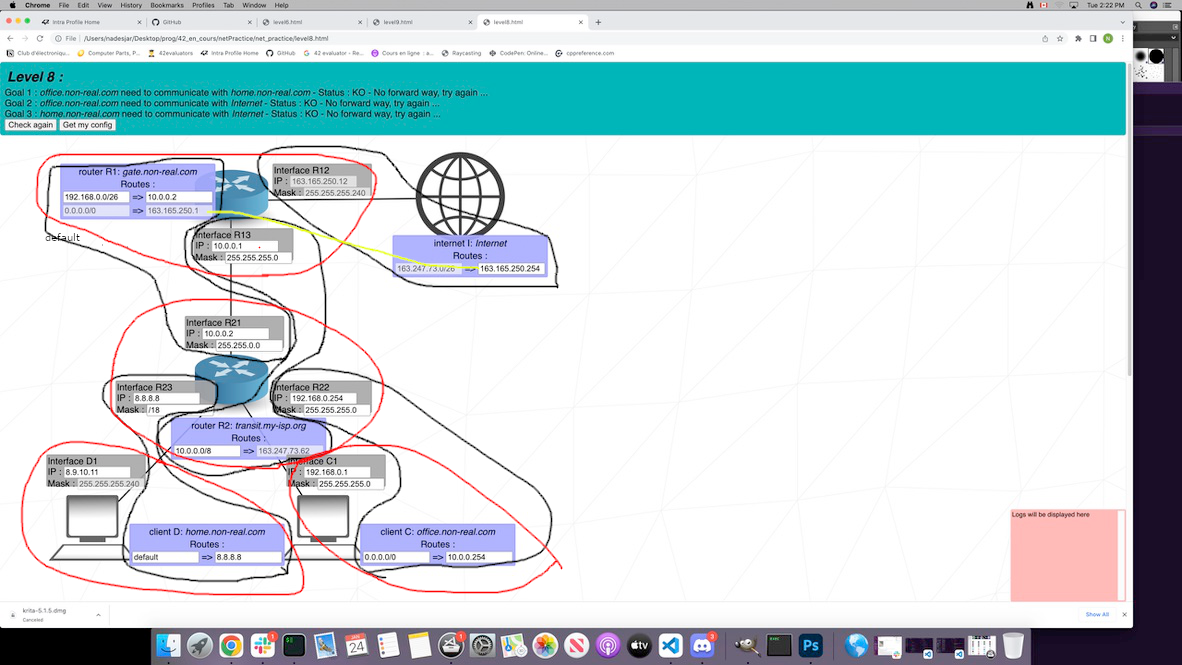 Chrome File Edit View History Bookmarks Profiles Tab Window Help
Tue 2:22 PM
Intra Profile Home
GitHub
level6.html
level9.html
level8.html
File /Users/nadesjar/Desktop/prog/42_en_cours/netPractice/net_practice/level8.html
N
Club d'électronique...
Computer Parts, P...
42evaluators
Intra Profile Home
GitHub
42 evaluator - Re...
Cours en ligne : a...
Raycasting
CodePen: Online...
cppreference.com
Level 8 :
Goal 1 : office.non-real.com need to communicate with home.non-real.com - Status : KO - No forward way, try again ...
Goal 2 : office.non-real.com need to communicate with Internet - Status : KO - No forward way, try again ...
Goal 3 : home.non-real.com need to communicate with Internet - Status : KO - No forward way, try again ...
Check again Get my config
router R1: gate.non-real.com
Routes :
192.168.0.0/26 => 10.0.0.2
0.0.0.0/0 => 163.165.250.1
Interface R12
IP : 163.165.250.12
Mask : 255.255.255.240
default
Interface R13
IP : 10.0.0.1
Mask : 255.255.255.0
internet I: Internet
Routes :
163.247.73.0/26 => 163.165.250.254
Interface R21
IP : 10.0.0.2
Mask : 255.255.0.0
Interface R23
IP : 8.8.8.8
Mask : /18
Interface R22
IP : 192.168.0.254
Mask : 255.255.255.0
router R2: transit.my-isp.org
Routes :
10.0.0.0/8 => 163.247.73.62
Interface D1
IP : 8.9.10.11
Mask : 255.255.255.240
Interface C1
IP : 192.168.0.1
Mask : 255.255.255.0
client D: home.non-real.com
Routes :
default => 8.8.8.8
client C: office.non-real.com
Routes :
0.0.0.0/0 => 10.0.0.254
Logs will be displayed here
krita-5.1.5.dmg
Canceled
Show All
JAN
24
tv
Ps